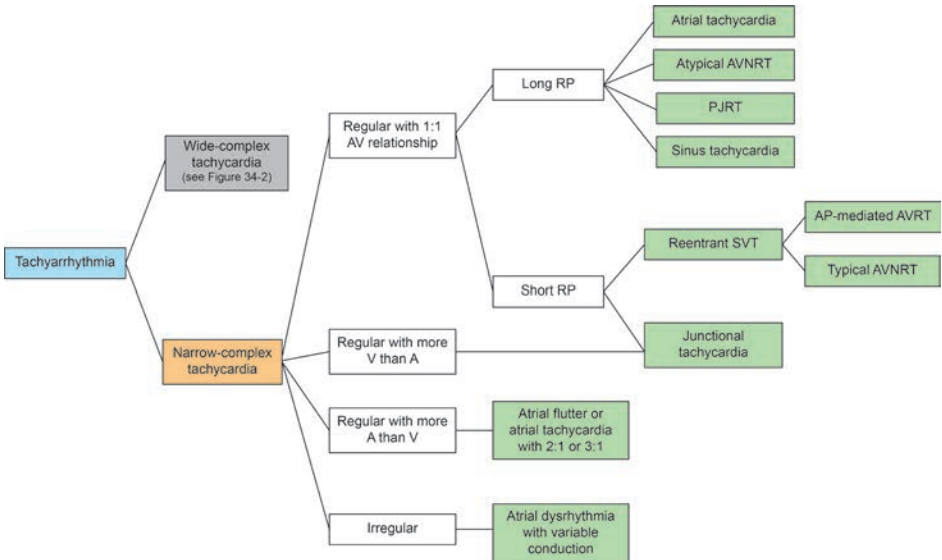 Tachyarrhythmia
Wide-complex
tachycardia
(see Figure 34-2)
Narrow-complex
tachycardia
Regular with 1:1
AV relationship
Long RP
Atrial tachycardia
Atypical AVNRT
PJRT
Sinus tachycardia
Short RP
Reentrant SVT
AP-mediated AVRT
Typical AVNRT
Junctional
tachycardia
Regular with more
V than A
Regular with more
A than V
Atrial flutter or
atrial tachycardia
with 2:1 or 3:1
Irregular
Atrial dysrhythmia
with variable
conduction